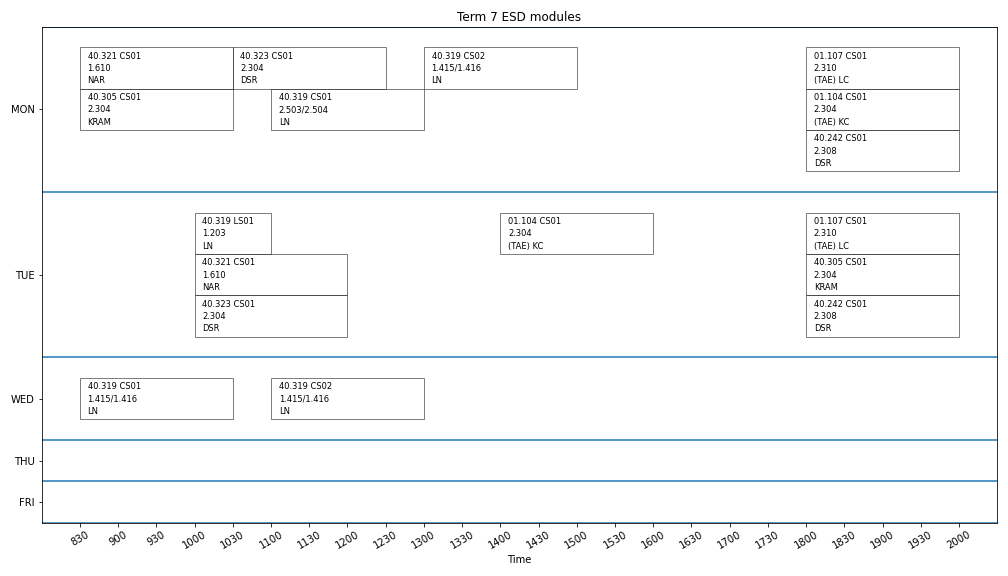 Term 7 ESD modules
MON
40.321 CS01
1.610
NAR
40.323 CS01
2.304
DSR
40.319 CS02
1.415/1.416
LN
01.107 CS01
2.310
(TAE) LC
40.305 CS01
2.304
KRAM
40.319 CS01
2.503/2.504
LN
01.104 CS01
2.304
(TAE) KC
40.242 CS01
2.308
DSR
TUE
40.319 LS01
1.203
LN
01.104 CS01
2.304
(TAE) KC
01.107 CS01
2.310
(TAE) LC
40.321 CS01
1.610
NAR
40.305 CS01
2.304
KRAM
40.323 CS01
2.304
DSR
40.242 CS01
2.308
DSR
WED
40.319 CS01
1.415/1.416
LN
40.319 CS02
1.415/1.416
LN
THU
FRI
830 900 930 1000 1030 1100 1130 1200 1230 1300 1330 1400 1430 1500 1530 1600 1630 1700 1730 1800 1830 1900 1930 2000
Time